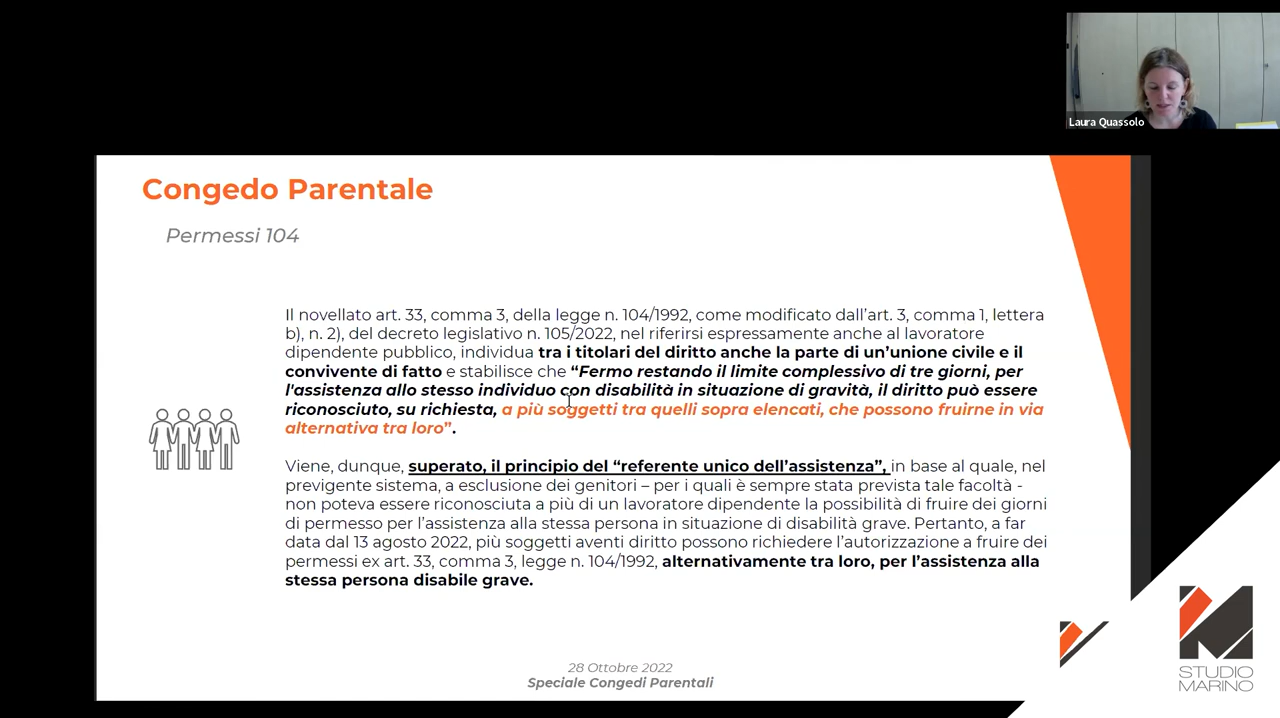 Laura Quassolo
Congedo Parentale
Permessi 104
Il novellato art. 33, comma 3, della legge n. 104/1992, come modificato dall'art. 3, comma 1, lettera
b), n. 2), del decreto legislativo n. 105/2022, nel riferirsi espressamente anche al lavoratore
dipendente pubblico, individua tra i titolari del diritto anche la parte di un'unione civile e il
convivente di fatto e stabilisce che “Fermo restando il limite complessivo di tre giorni, per
l'assistenza allo stesso individuo con disabilità in situazione di gravità, il diritto può essere
riconosciuto, su richiesta, a più soggetti tra quelli sopra elencati, che possono fruirne in via
alternativa tra loro”.
Viene, dunque, superato, il principio del “referente unico dell'assistenza”, in base al quale, nel
previgente sistema, a esclusione dei genitori – per i quali è sempre stata prevista tale facoltà -
non poteva essere riconosciuta a più di un lavoratore dipendente la possibilità di fruire dei giorni
di permesso per l'assistenza alla stessa persona in situazione di disabilità grave. Pertanto, a far
data dal 13 agosto 2022, più soggetti aventi diritto possono richiedere l'autorizzazione a fruire dei
permessi ex art. 33, comma 3, legge n. 104/1992, alternativamente tra loro, per l'assistenza alla
stessa persona disabile grave.
28 Ottobre 2022
Speciale Congedi Parentali
STUDIO
MARINO